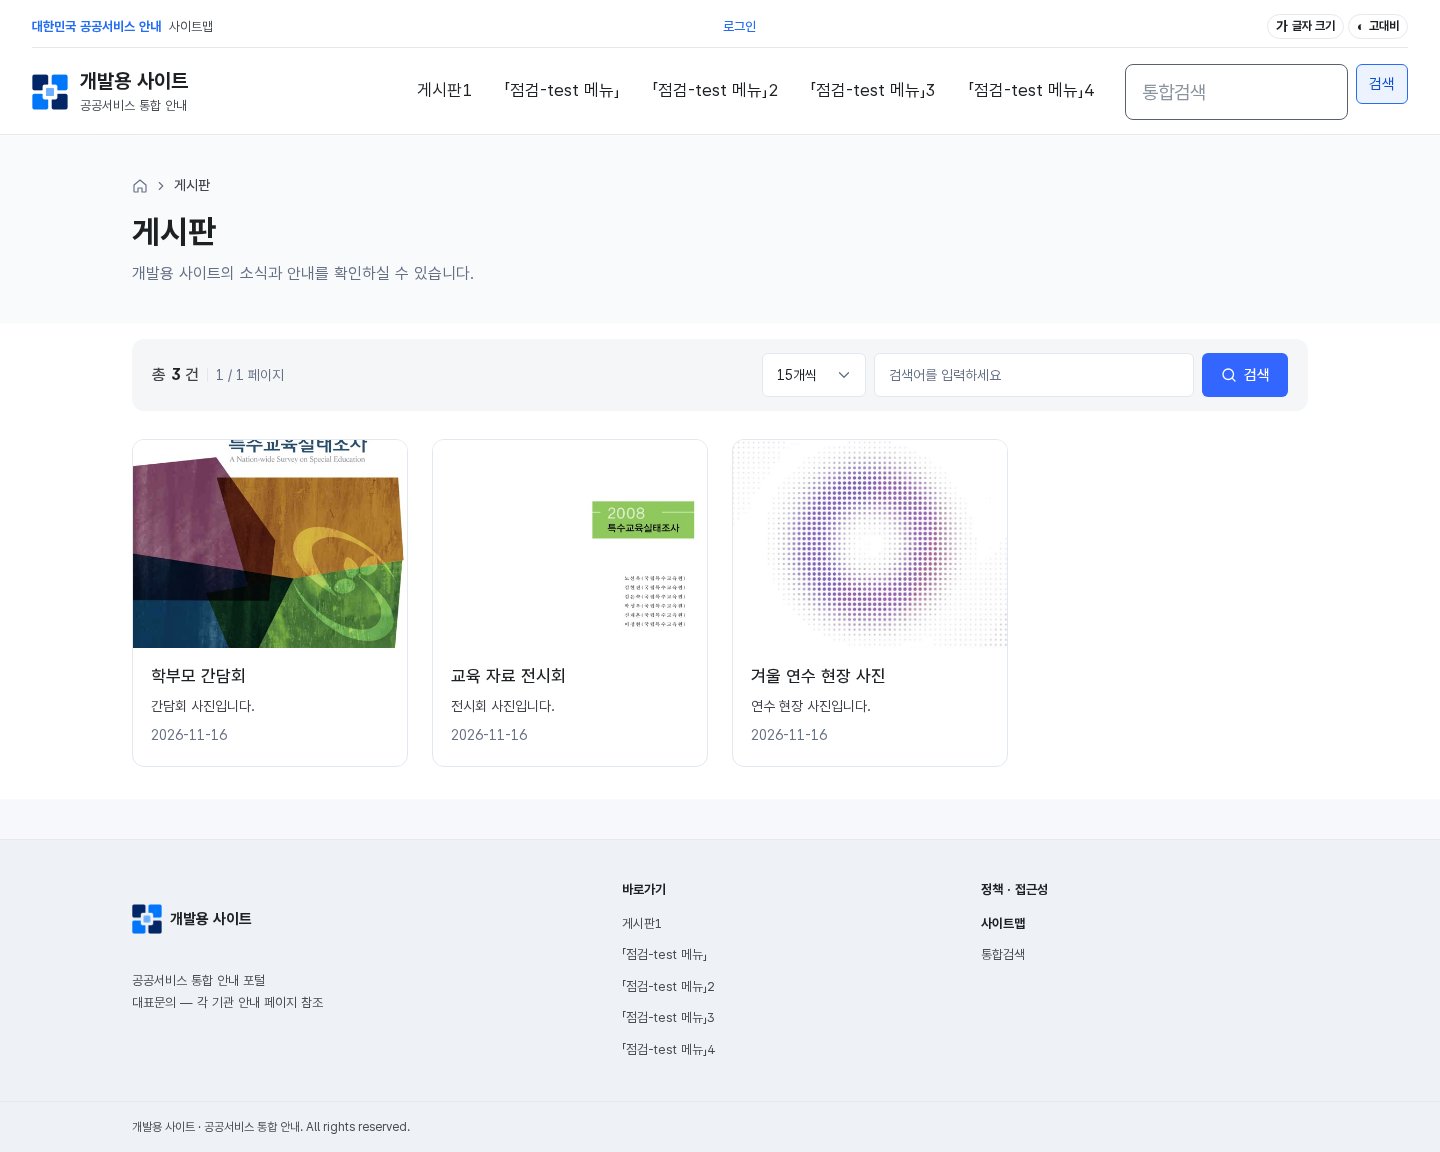 대한민국 공공서비스 안내 사이트맵
로그인
가 글자 크기
고대비
개발용 사이트
공공서비스 통합 안내
게시판1
「점검-test 메뉴」
「점검-test 메뉴」2
「점검-test 메뉴」3
「점검-test 메뉴」4
통합검색
검색
게시판
게시판
개발용 사이트의 소식과 안내를 확인하실 수 있습니다.
총 3 건 1 / 1 페이지
15개씩
검색어를 입력하세요
검색
특수교육실태조사
A Nation-wide Survey on Special Education
2008
특수교육실태조사
학부모 간담회
간담회 사진입니다.
2026-11-16
교육 자료 전시회
전시회 사진입니다.
2026-11-16
겨울 연수 현장 사진
연수 현장 사진입니다.
2026-11-16
개발용 사이트
공공서비스 통합 안내 포털
대표문의 — 각 기관 안내 페이지 참조
바로가기
게시판1
「점검-test 메뉴」
「점검-test 메뉴」2
「점검-test 메뉴」3
「점검-test 메뉴」4
정책 · 접근성
사이트맵
통합검색
개발용 사이트 · 공공서비스 통합 안내. All rights reserved.